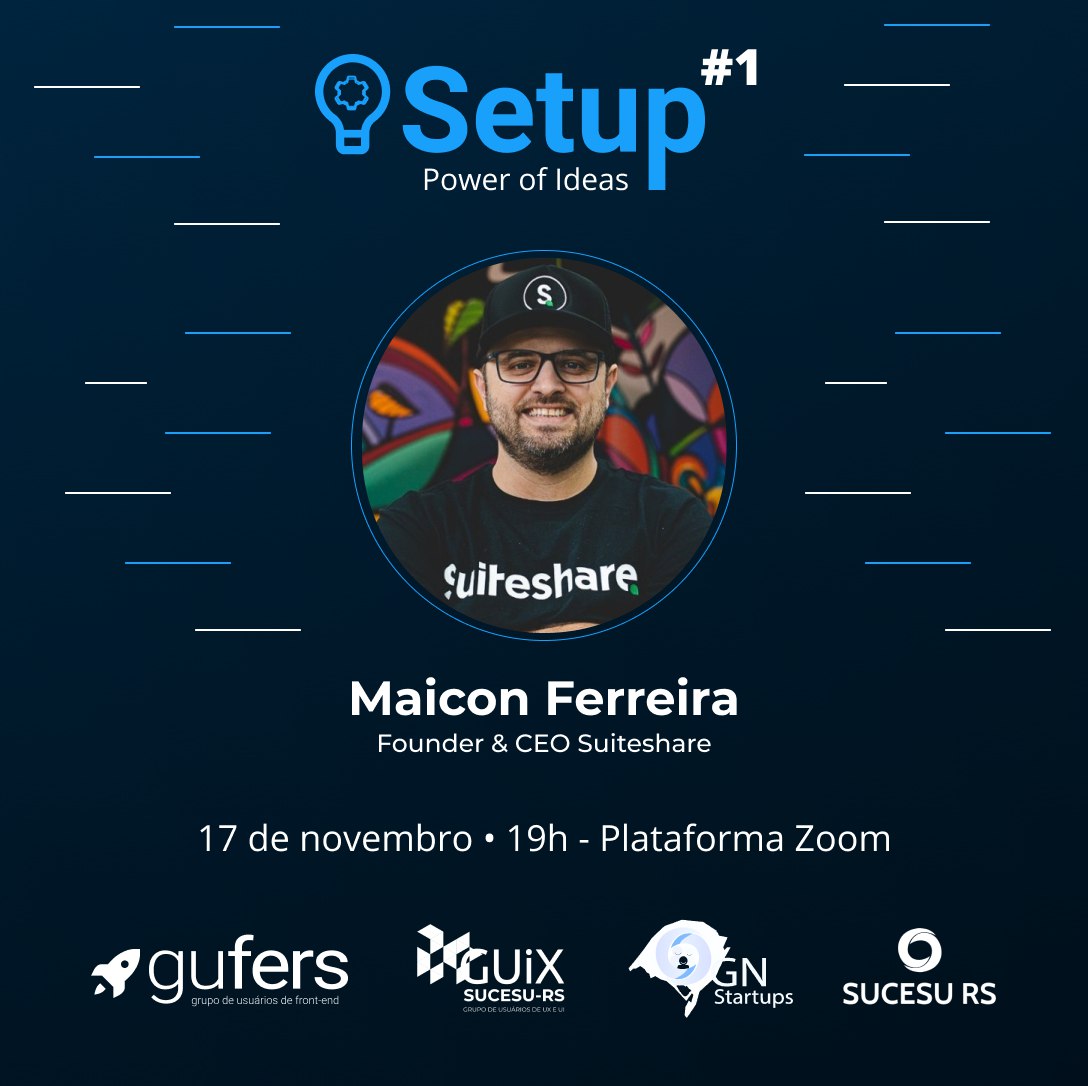 Setup #1
Power of Ideas
S
Suiteshare
Maicon Ferreira
Founder & CEO Suiteshare
17 de novembro • 19h - Plataforma Zoom
gufers
grupo de usuários de front-end
GUiX
SUCESU-RS
GRUPO DE USUÁRIOS DE UX E UI
GN
Startups
SUCESU RS